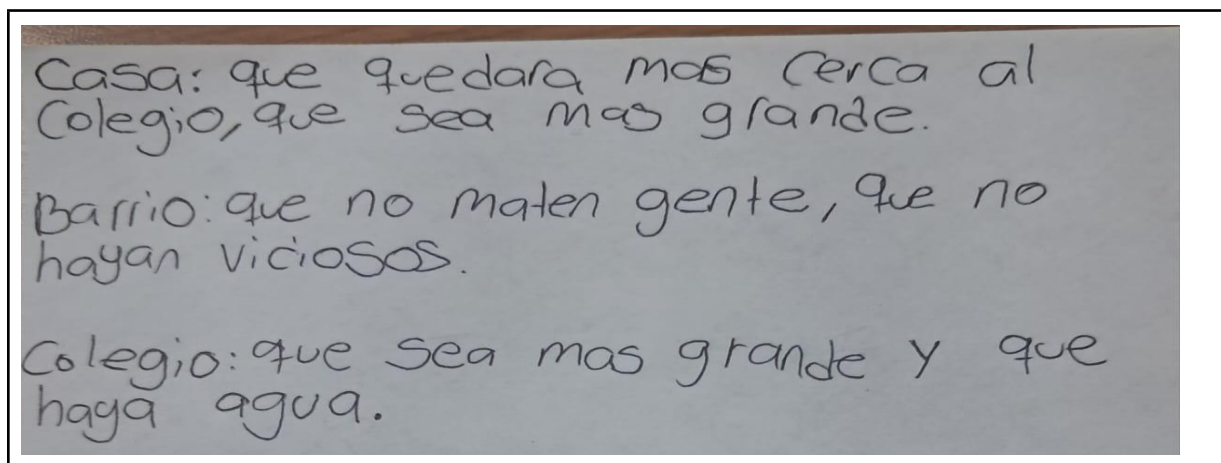 Casa: que quedara mas cerca al
Colegio, que sea mas grande.
Barrio: que no maten gente, que no
hayan viciosos.
Colegio: que sea mas grande y que
haya agua.